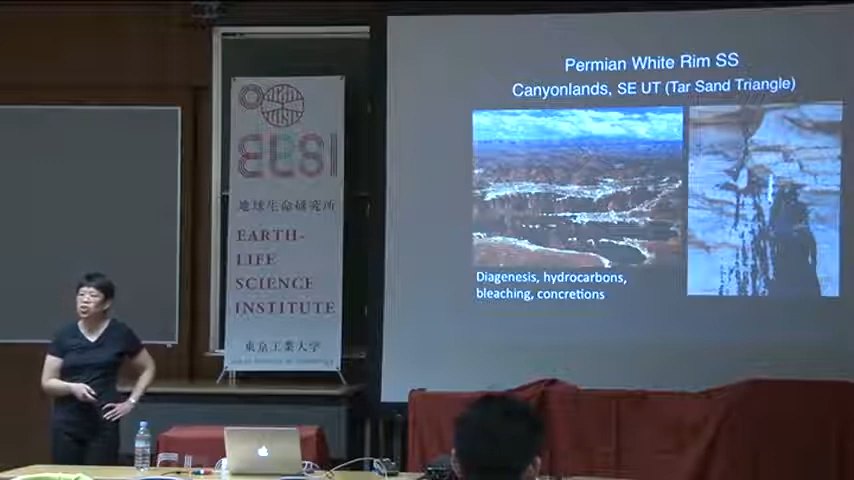 Permian White Rim SS
Canyonlands, SE UT (Tar Sand Triangle)
Diagenesis, hydrocarbons,
bleaching, concretions
地球生命研究所
EARTH-
LIFE
SCIENCE
INSTITUTE
東京工業大学